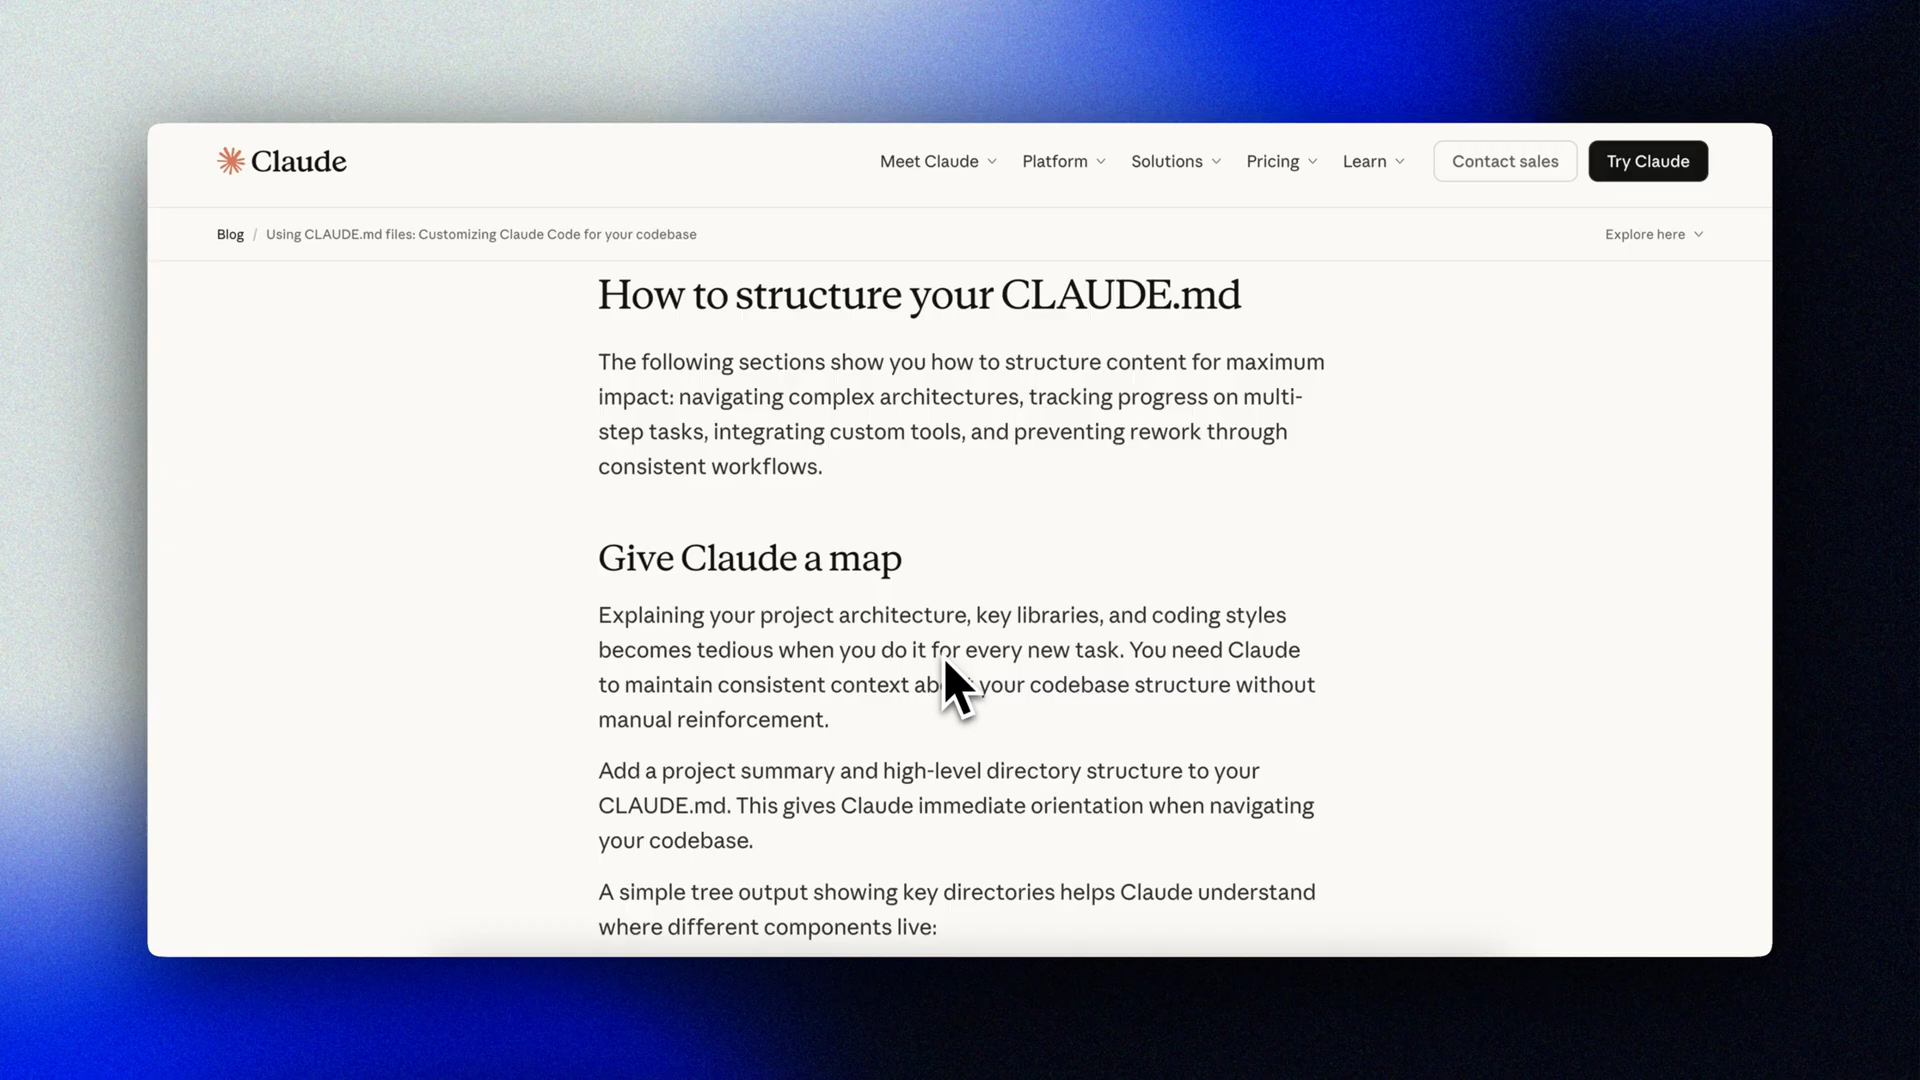 Claude
Meet Claude
Platform
Solutions
Pricing
Learn
Contact sales
Try Claude
Blog / Using CLAUDE.md files: Customizing Claude Code for your codebase
Explore here
How to structure your CLAUDE.md
The following sections show you how to structure content for maximum
impact: navigating complex architectures, tracking progress on multi-
step tasks, integrating custom tools, and preventing rework through
consistent workflows.
Give Claude a map
Explaining your project architecture, key libraries, and coding styles
becomes tedious when you do it for every new task. You need Claude
to maintain consistent context about your codebase structure without
manual reinforcement.
Add a project summary and high-level directory structure to your
CLAUDE.md. This gives Claude immediate orientation when navigating
your codebase.
A simple tree output showing key directories helps Claude understand
where different components live: